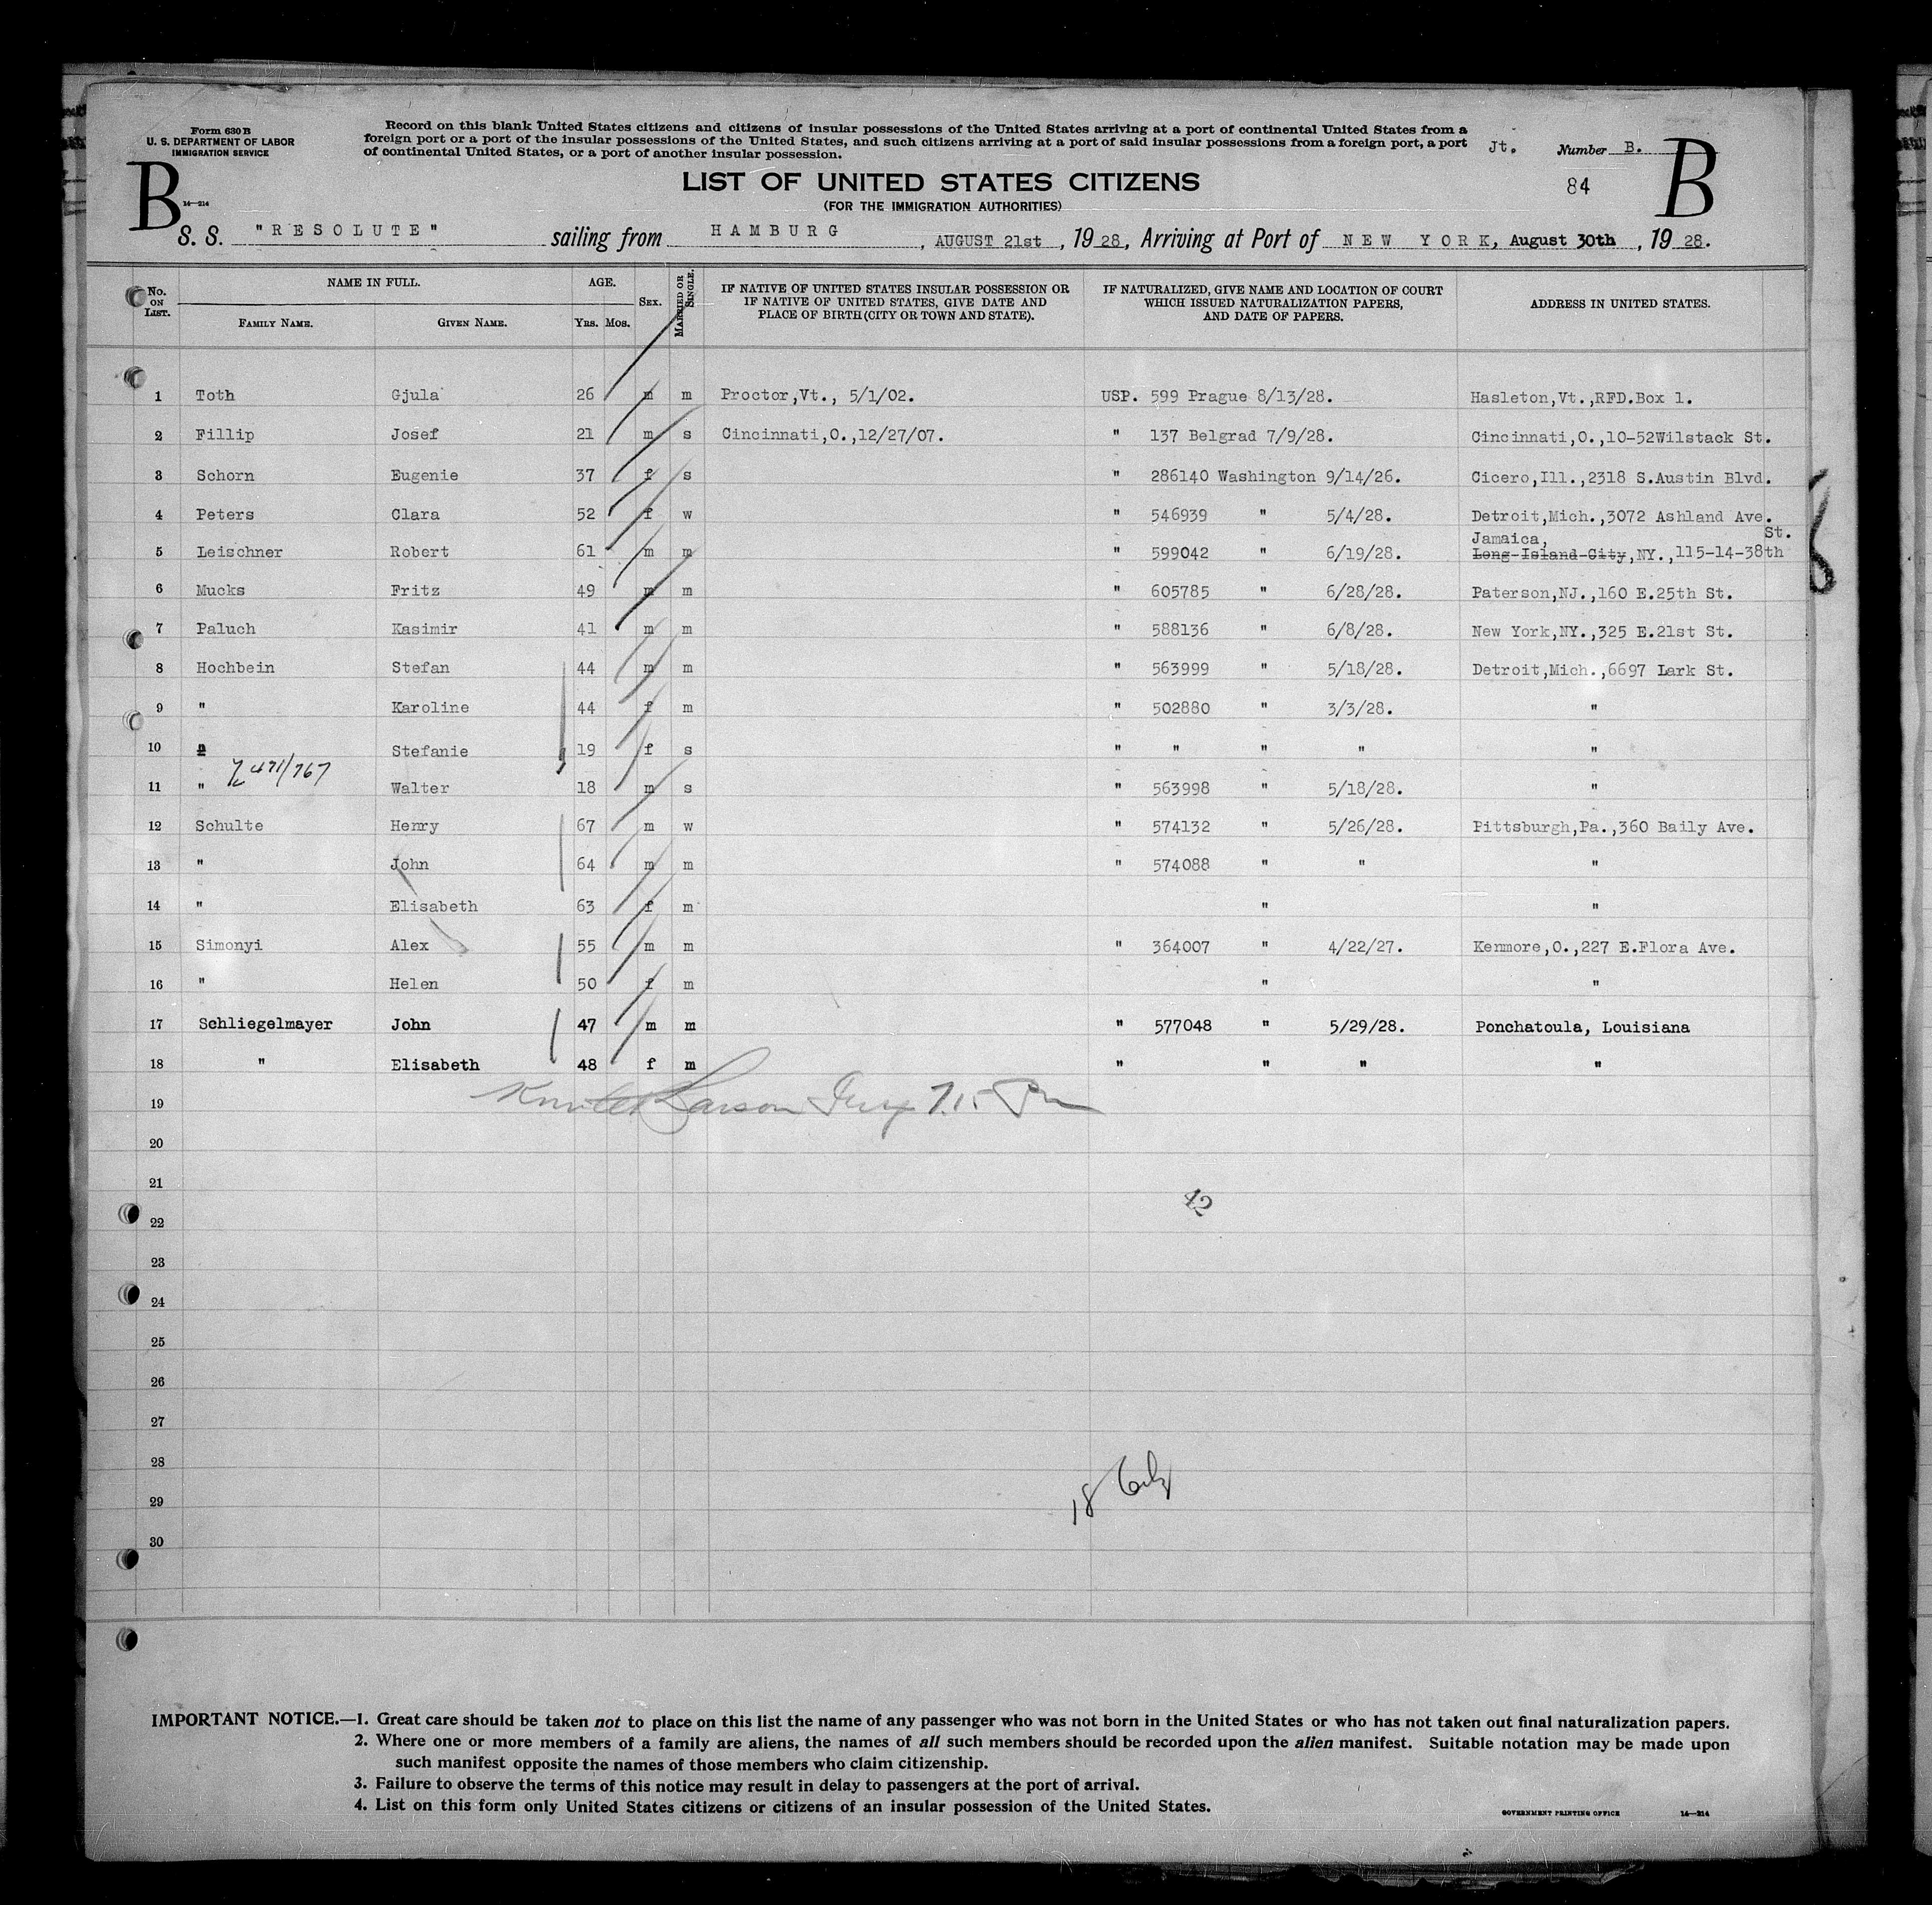 Form 630 B
U. S. DEPARTMENT OF LABOR
IMMIGRATION SERVICE
B
14—214
Record on this blank United States citizens and citizens of insular possessions of the United States arriving at a port of continental United States from a
foreign port or a port of the insular possessions of the United States, and such citizens arriving at a port of said insular possessions from a foreign port, a port
of continental United States, or a port of another insular possession.
Jt. Number B.
84
B
LIST OF UNITED STATES CITIZENS
(FOR THE IMMIGRATION AUTHORITIES)
S. S. "RESOLUTE" sailing from HAMBURG, AUGUST 21st, 1928, Arriving at Port of NEW YORK, August 30th, 1928.
No. ON LIST. NAME IN FULL. FAMILY NAME. GIVEN NAME. AGE. YRS. MOS. SEX. MARRIED OR SINGLE. IF NATIVE OF UNITED STATES INSULAR POSSESSION OR IF NATIVE OF UNITED STATES, GIVE DATE AND PLACE OF BIRTH (CITY OR TOWN AND STATE). IF NATURALIZED, GIVE NAME AND LOCATION OF COURT WHICH ISSUED NATURALIZATION PAPERS, AND DATE OF PAPERS. ADDRESS IN UNITED STATES.
1 Toth Gjula 26 m m Proctor,Vt., 5/1/02. USP. 599 Prague 8/13/28. Hasleton,Vt.,RFD.Box 1.
2 Fillip Josef 21 m s Cincinnati,O.,12/27/07. " 137 Belgrad 7/9/28. Cincinnati,O.,10-52Wilstack St.
3 Schorn Eugenie 37 f s " 286140 Washington 9/14/26. Cicero,Ill.,2318 S.Austin Blvd.
4 Peters Clara 52 f w " 546939 " 5/4/28. Detroit,Mich.,3072 Ashland Ave.
Jamaica, St.
5 Leischner Robert 61 m m " 599042 " 6/19/28. Long-Island-City,NY.,115-14-38th
6 Mucks Fritz 49 m m " 605785 " 6/28/28. Paterson,NJ.,160 E.25th St.
7 Paluch Kasimir 41 m m " 588136 " 6/8/28. New York,NY.,325 E.21st St.
8 Hochbein Stefan 44 m m " 563999 " 5/18/28. Detroit,Mich.,6697 Lark St.
9 " Karoline 44 f m " 502880 " 3/3/28. "
10 " Stefanie 19 f s " " " " "
471/767
11 " Walter 18 m s " 563998 " 5/18/28. "
12 Schulte Henry 67 m w " 574132 " 5/26/28. Pittsburgh,Pa.,360 Baily Ave.
13 " John 64 m m " 574088 " " "
14 " Elisabeth 63 f m " "
15 Simonyi Alex 55 m m " 364007 " 4/22/27. Kenmore,O.,227 E.Flora Ave.
16 " Helen 50 f m " "
17 Schliegelmayer John 47 m m " 577048 " 5/29/28. Ponchatoula, Louisiana
18 " Elisabeth 48 f m " " " "
19
20
21
42
22
23
24
25
26
27
28
18
29
30
IMPORTANT NOTICE.—1. Great care should be taken not to place on this list the name of any passenger who was not born in the United States or who has not taken out final naturalization papers.
2. Where one or more members of a family are aliens, the names of all such members should be recorded upon the alien manifest. Suitable notation may be made upon
such manifest opposite the names of those members who claim citizenship.
3. Failure to observe the terms of this notice may result in delay to passengers at the port of arrival.
4. List on this form only United States citizens or citizens of an insular possession of the United States.
GOVERNMENT PRINTING OFFICE 14—214